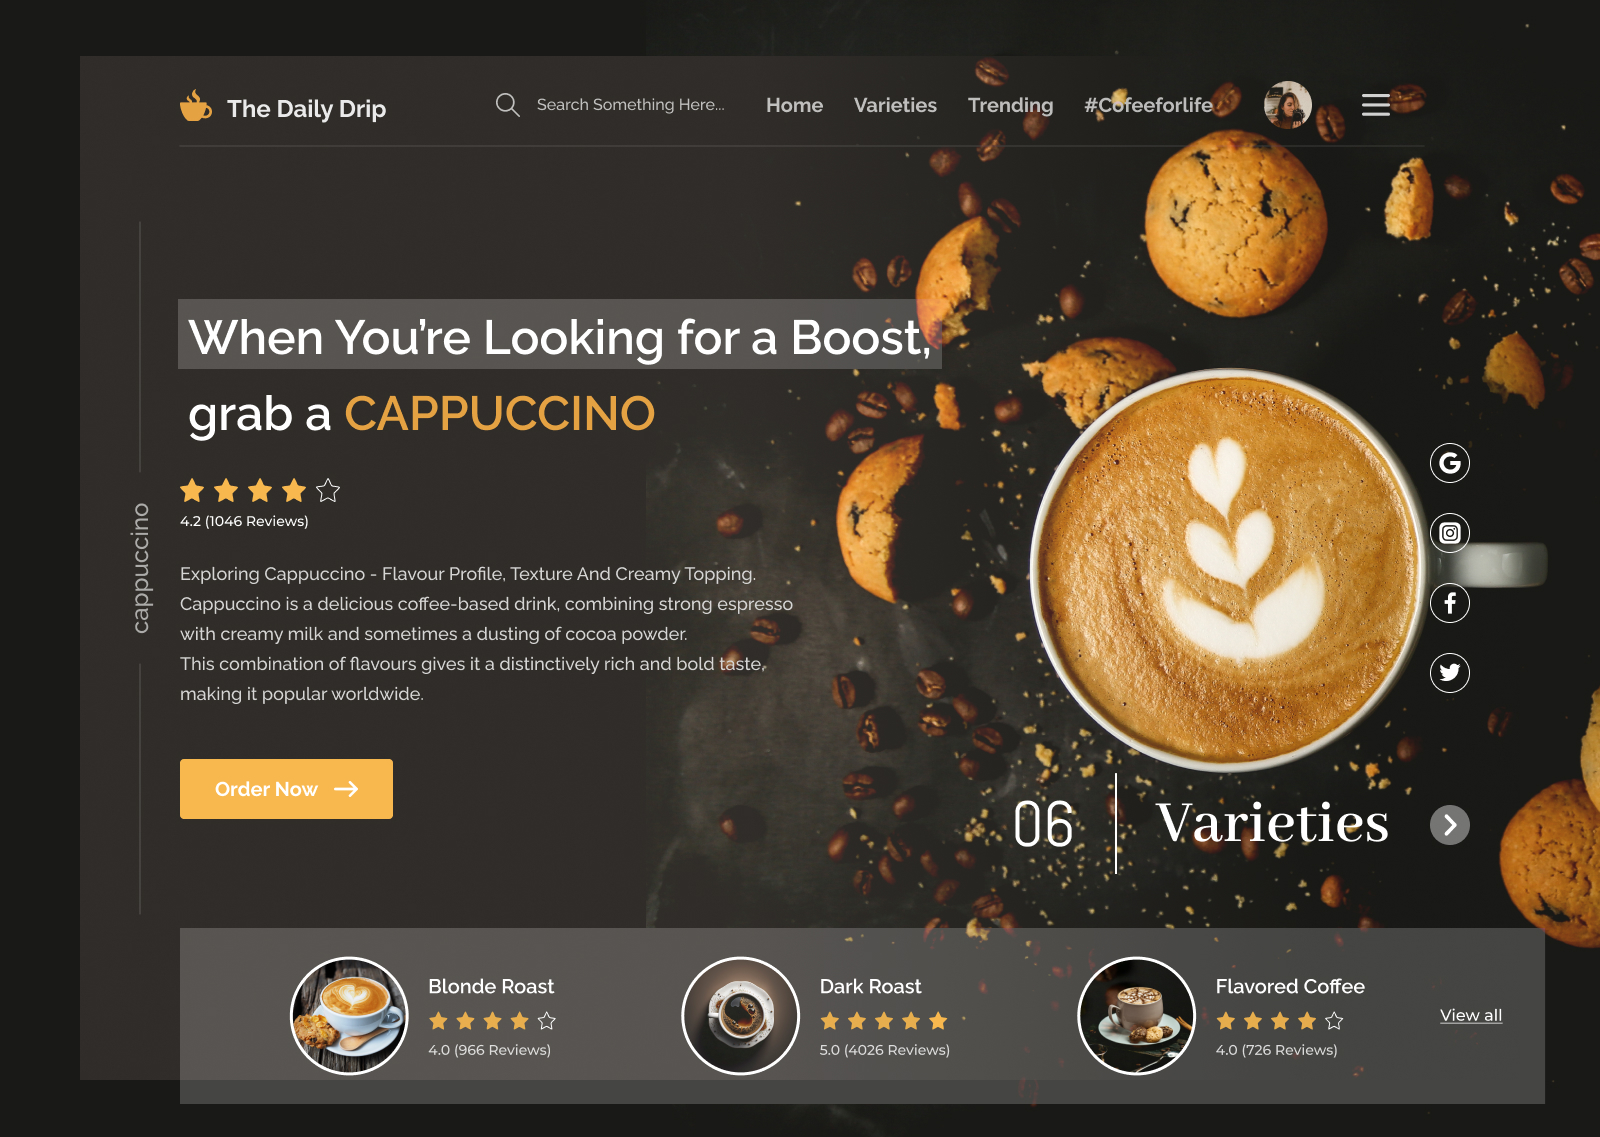 The Daily Drip
Search Something Here...
Home
Varieties
Trending
#Cofeeforlife
When You're Looking for a Boost,
grab a CAPPUCCINO
4.2 (1046 Reviews)
cappuccino
Exploring Cappuccino - Flavour Profile, Texture And Creamy Topping.
Cappuccino is a delicious coffee-based drink, combining strong espresso
with creamy milk and sometimes a dusting of cocoa powder.
This combination of flavours gives it a distinctively rich and bold taste,
making it popular worldwide.
Order Now
06
Varieties
Blonde Roast
4.0 (966 Reviews)
Dark Roast
5.0 (4026 Reviews)
Flavored Coffee
4.0 (726 Reviews)
View all